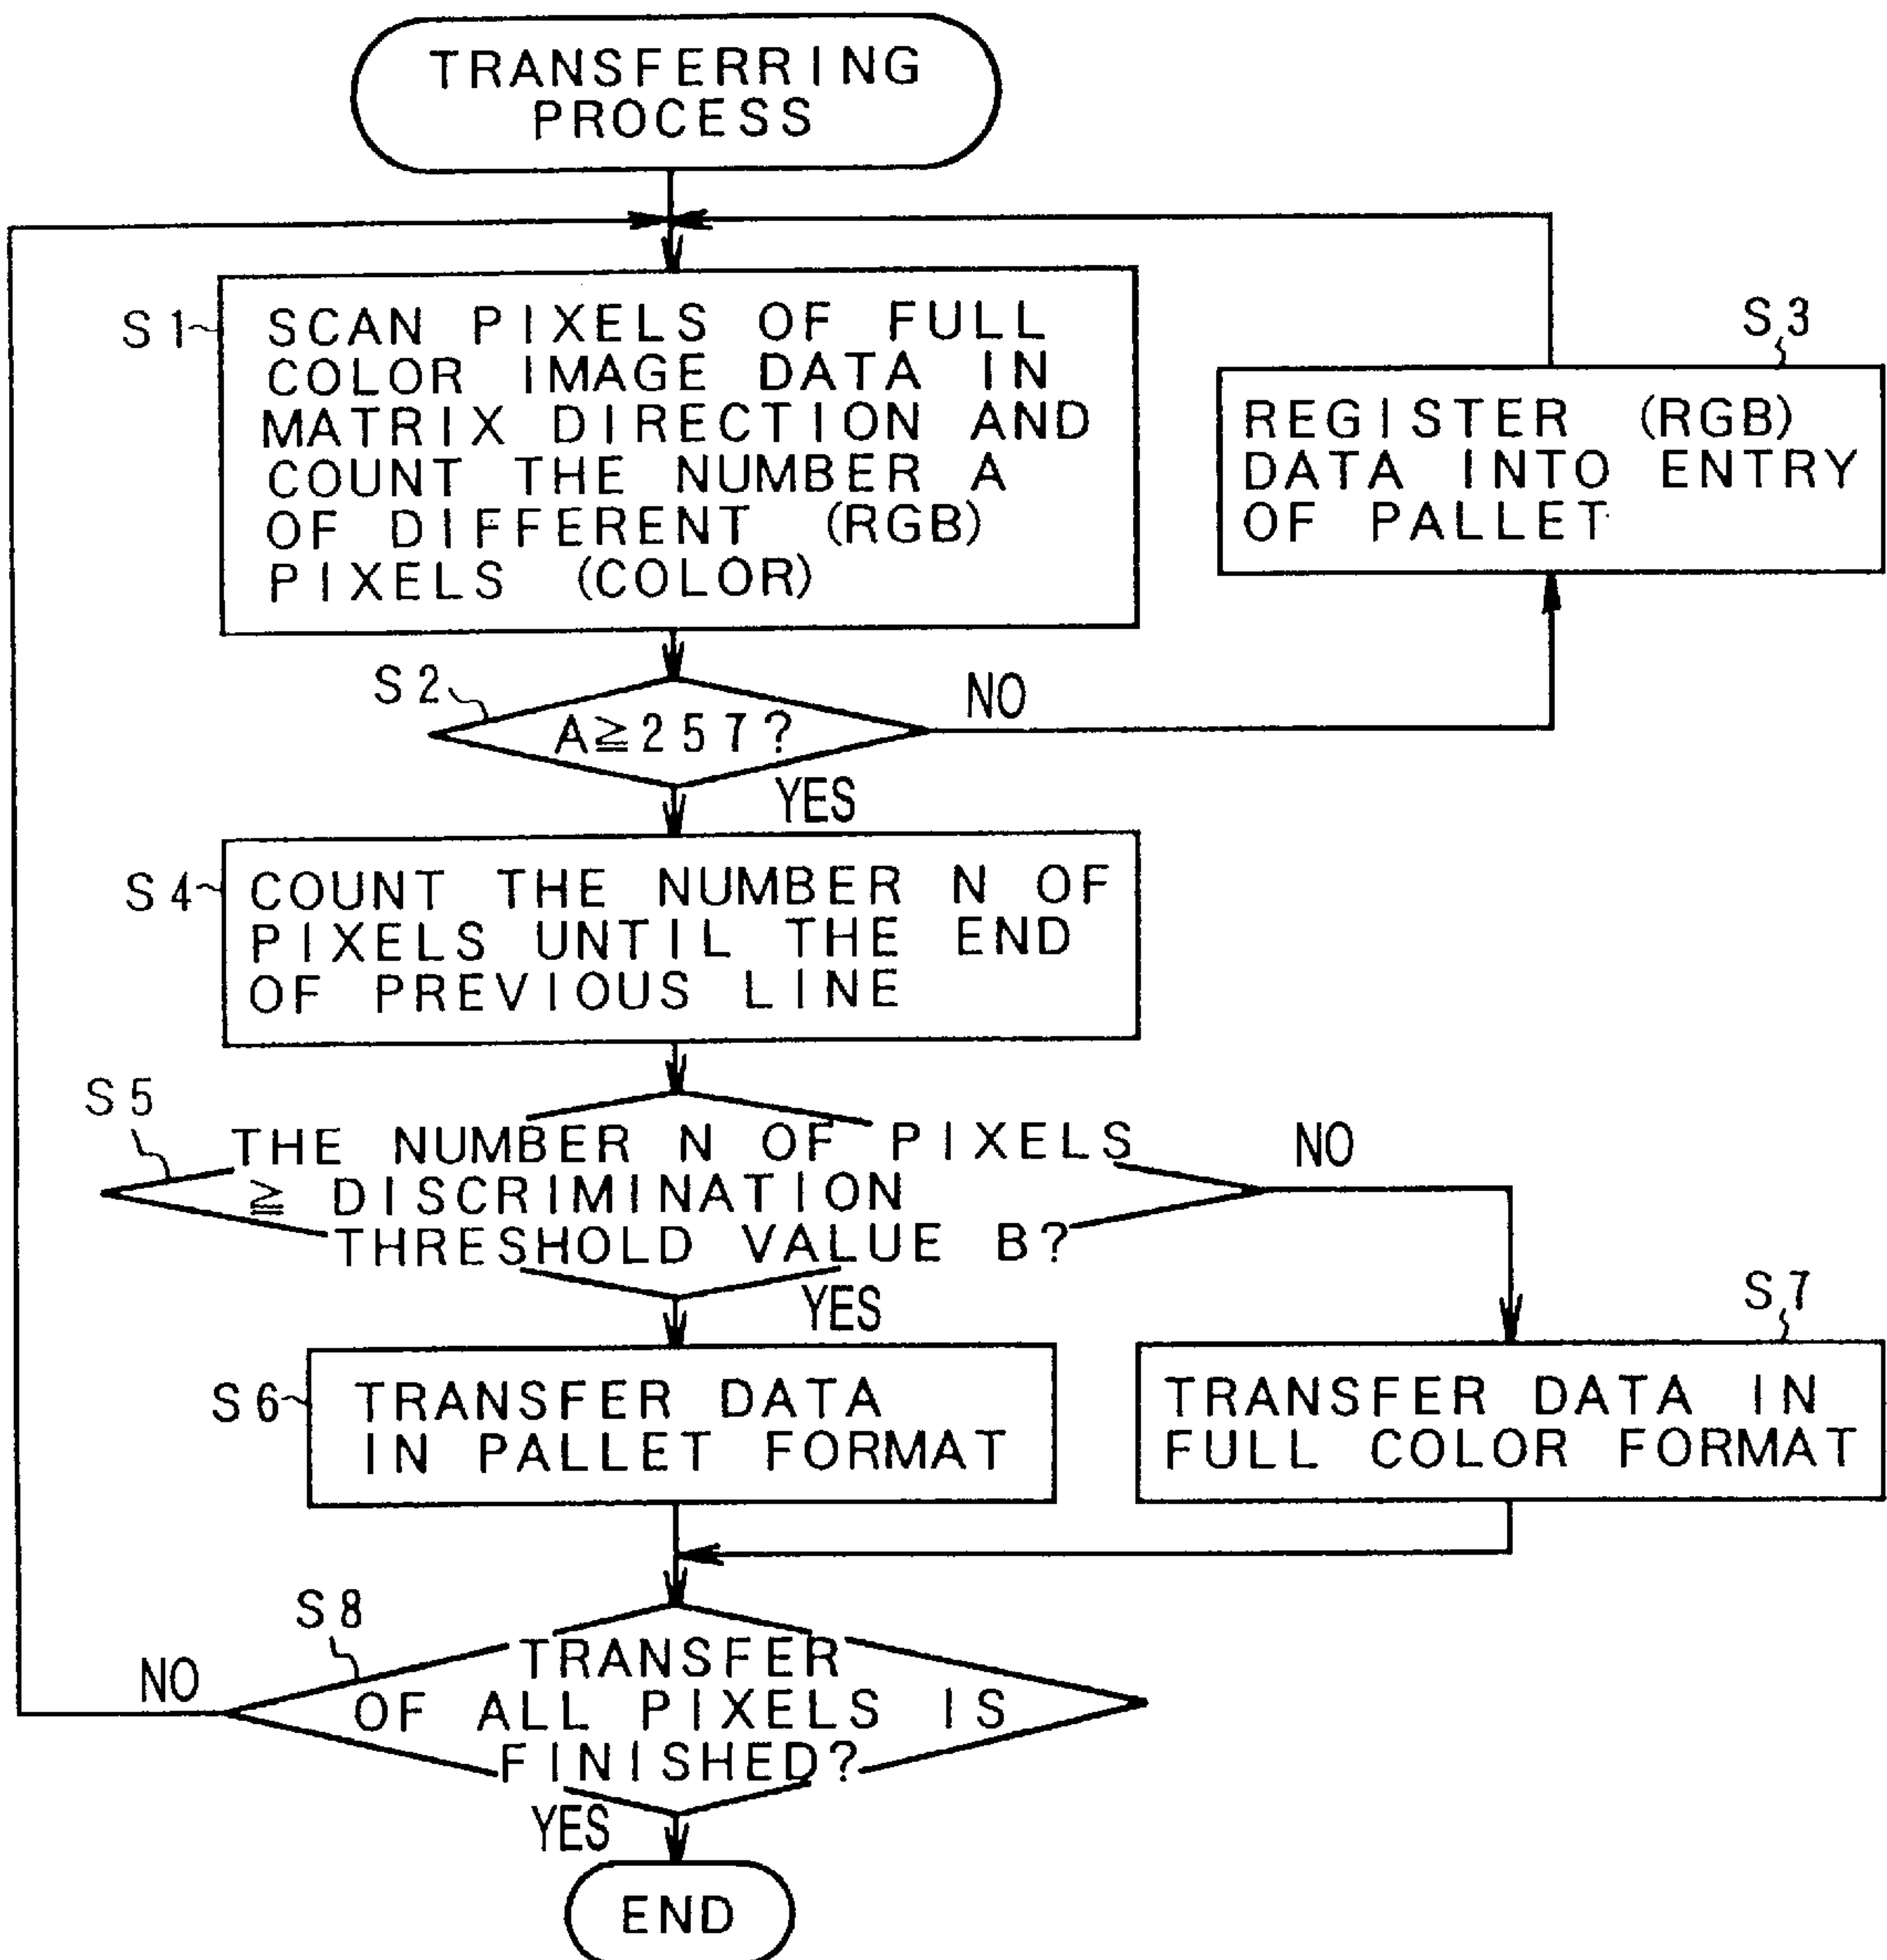 TRANSFERRING
PROCESS
S1
SCAN PIXELS OF FULL
COLOR IMAGE DATA IN
MATRIX DIRECTION AND
COUNT THE NUMBER A
OF DIFFERENT (RGB)
PIXELS (COLOR)
S3
REGISTER (RGB)
DATA INTO ENTRY
OF PALLET
S2
A≧257?
NO
YES
S4
COUNT THE NUMBER N OF
PIXELS UNTIL THE END
OF PREVIOUS LINE
S5
THE NUMBER N OF PIXELS
≧ DISCRIMINATION
THRESHOLD VALUE B?
NO
YES
S6
TRANSFER DATA
IN PALLET FORMAT
S7
TRANSFER DATA IN
FULL COLOR FORMAT
S8
TRANSFER
OF ALL PIXELS IS
FINISHED?
NO
YES
END